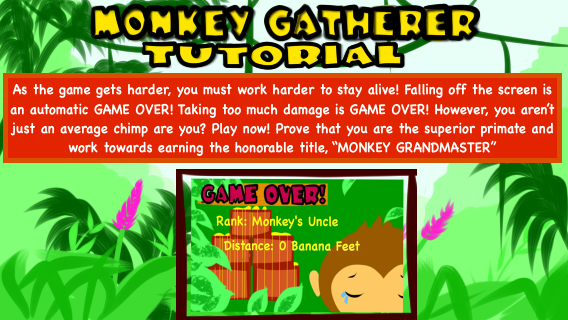 MONKEY GATHERER
TUTORIAL
As the game gets harder, you must work harder to stay alive! Falling off the screen is
an automatic GAME OVER! Taking too much damage is GAME OVER! However, you aren't
just an average chimp are you? Play now! Prove that you are the superior primate and
work towards earning the honorable title, "MONKEY GRANDMASTER"
GAME OVER!
Rank: Monkey's Uncle
Distance: 0 Banana Feet